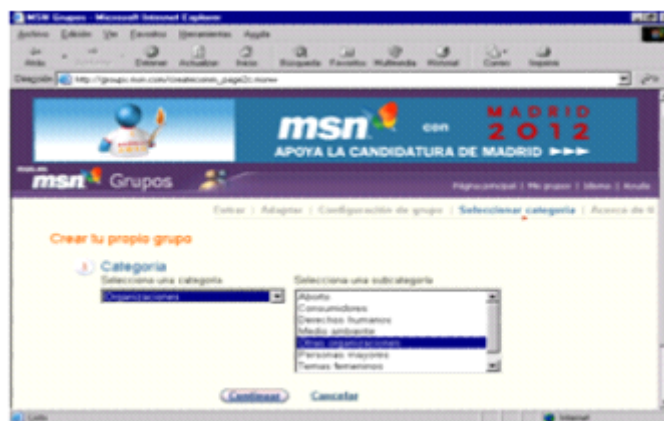 MSN Grupos - Microsoft Internet Explorer
Archivo Edición Ver Favoritos Herramientas Ayuda
Atrás Detener Actualizar Inicio Búsqueda Favoritos Multimedia Historial Correo Imprimir
Dirección http://groups.msn.com/createcomm_page2c.msnw
msn con MADRID 2012
APOYA LA CANDIDATURA DE MADRID
msn Grupos
Página principal | Mis grupos | Idioma | Ayuda
Entrar | Adaptar | Configuración de grupo | Seleccionar categoría | Acerca de ti
Crear tu propio grupo
Categoría
Selecciona una categoría
Selecciona una subcategoría
Organizaciones
Aborto
Consumidores
Derechos humanos
Medio ambiente
Otras organizaciones
Personas mayores
Temas femeninos
Continuar Cancelar
Listo Internet